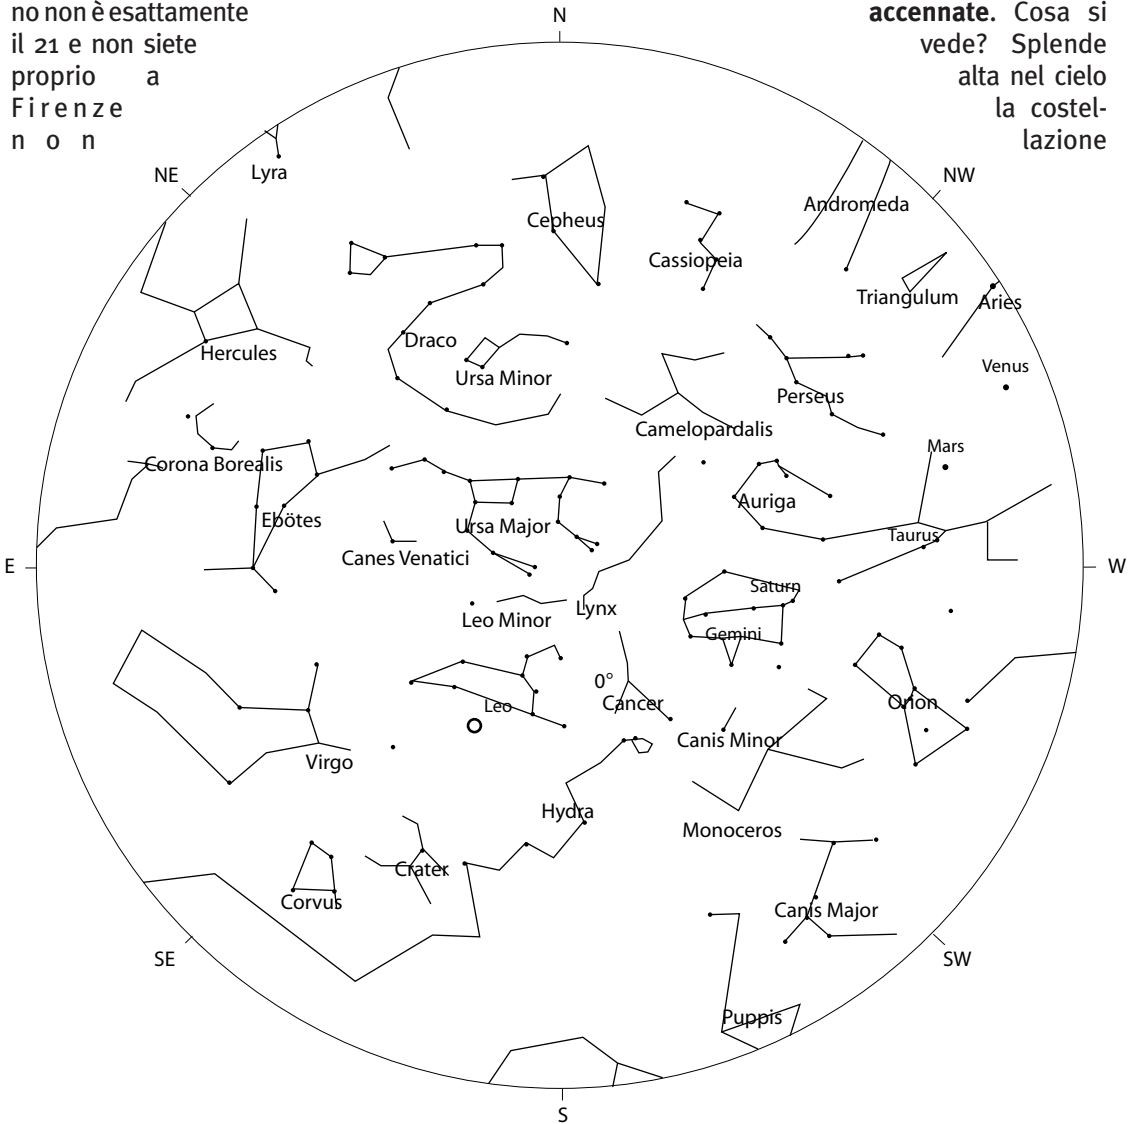 no non è esattamente
il 21 e non siete
proprio a
Firenze
non
accennate. Cosa si
vede? Splende
alta nel cielo
la costel-
lazione
N
NE
NW
Lyra
Cepheus
Andromeda
Cassiopeia
Triangulum
Aries
Hercules
Draco
Ursa Minor
Venus
Perseus
Camelopardalis
Mars
Corona Borealis
Auriga
Ebötes
Ursa Major
Taurus
Canes Venatici
E
W
Saturn
Leo Minor
Lynx
Gemini
0°
Leo
Cancer
Orion
Canis Minor
Virgo
Hydra
Monoceros
Crater
Corvus
Canis Major
SE
SW
Puppis
S